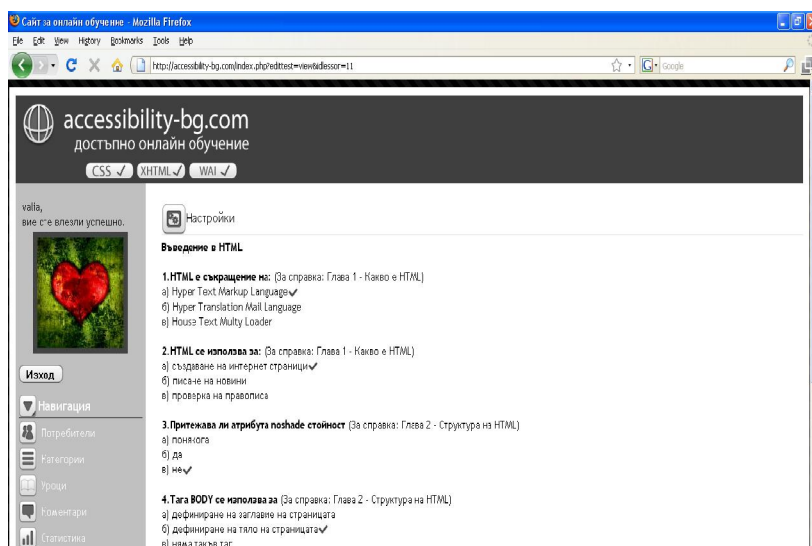 Сайт за онлайн обучение - Mozilla Firefox
File Edit View History Bookmarks Tools Help
http://accessibility-bg.com/index.php?edittest=view&idlessor=11
Google
accessibility-bg.com
достъпно онлайн обучение
CSS ✓ XHTML ✓ WAI ✓
valia,
вие сте влезли успешно.
Изход
Навигация
Потребители
Категории
Уроци
Коментари
Статистика
Настройки
Въведение в HTML
1.HTML е съкращение на: (За справка: Глава 1 - Какво е HTML)
а) Hyper Text Markup Language✓
б) Hyper Translation Mail Language
в) House Text Multy Loader
2.HTML се използва за: (За справка: Глава 1 - Какво е HTML)
а) създаване на интернет страници✓
б) писане на новини
в) проверка на правописа
3.Притежава ли атрибута noshade стойност (За справка: Глава 2 - Структура на HTML)
а) понякога
б) да
в) не✓
4.Тага BODY се използва за (За справка: Глава 2 - Структура на HTML)
а) дефиниране на заглавие на страницата
б) дефиниране на тяло на страницата✓
в) няма такъв таг